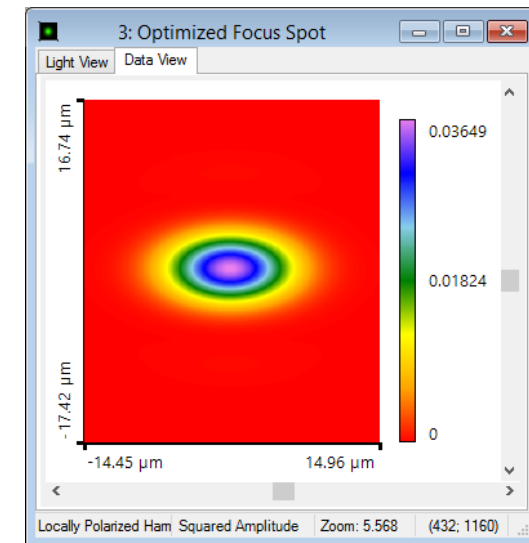 3: Optimized Focus Spot
Light View Data View
16.74 µm
-17.42 µm
-14.45 µm 14.96 µm
0.03649
0.01824
0
Locally Polarized Ham Squared Amplitude Zoom: 5.568 (432; 1160)